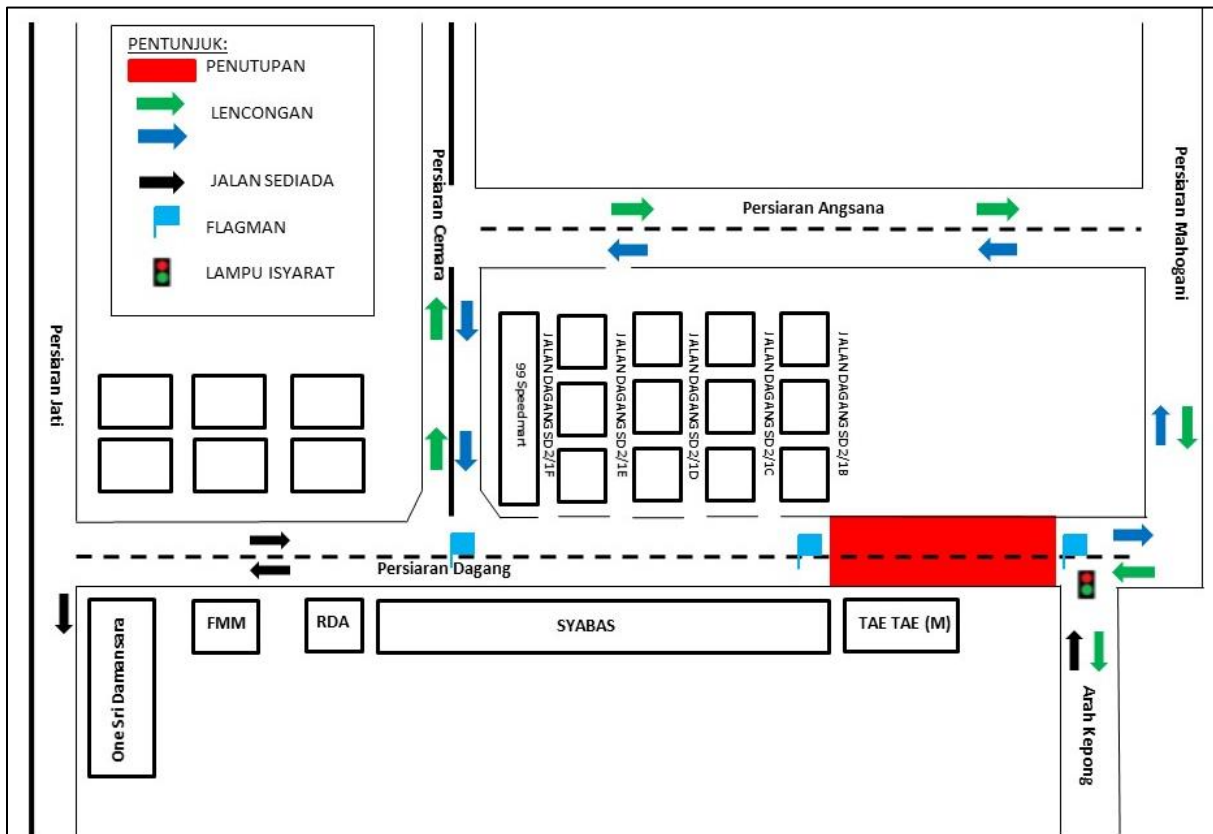 PENTUNJUK:
PENUTUPAN
LENCONGAN
JALAN SEDIADA
FLAGMAN
LAMPU ISYARAT
Persiaran Cemara
Persiaran Angsana
Persiaran Mahogani
Persiaran Jati
99 Speedmart
JALAN DAGANG SD 2/1F
JALAN DAGANG SD 2/1E
JALAN DAGANG SD 2/1D
JALAN DAGANG SD 2/1C
JALAN DAGANG SD 2/1B
Persiaran Dagang
One Sri Damansara
FMM
RDA
SYABAS
TAE TAE (M)
Arah Kepong